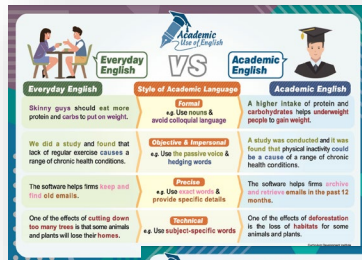 Academic
Use of English
Everyday
English
VS
Academic
English
Everyday English
Style of Academic Language
Academic English
Skinny guys should eat more
protein and carbs to put on weight.
Formal
e.g. Use nouns &
avoid colloquial language
A higher intake of protein and
carbohydrates helps underweight
people to gain weight.
We did a study and found that
lack of regular exercise causes a
range of chronic health conditions.
Objective & Impersonal
e.g. Use the passive voice &
hedging words
A study was conducted and it was
found that physical inactivity could
be a cause of a range of chronic
health conditions.
The software helps firms keep and
find old emails.
Precise
e.g. Use exact words &
provide specific details
The software helps firms archive
and retrieve emails in the past 12
months.
One of the effects of cutting down
too many trees is that some animals
and plants will lose their homes.
Technical
e.g. Use subject-specific words
One of the effects of deforestation
is the loss of habitats for some
animals and plants.